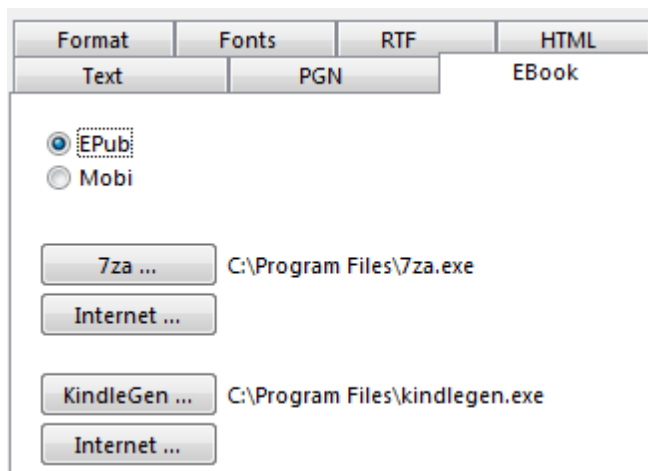 Format Fonts RTF HTML
Text PGN EBook
EPub
Mobi
7za ... C:\Program Files\7za.exe
Internet ...
KindleGen ... C:\Program Files\kindlegen.exe
Internet ...